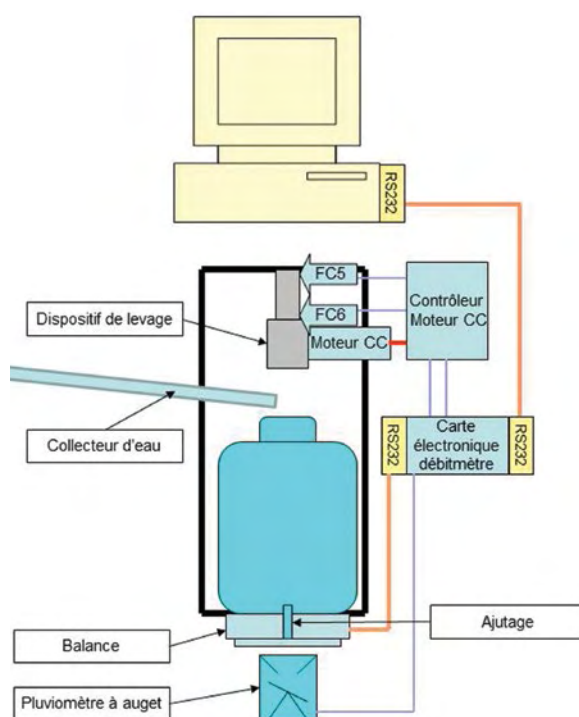 RS232
FC5
FC6
Contrôleur
Moteur CC
Dispositif de levage
Moteur CC
Collecteur d'eau
RS232
Carte
électronique
débitmètre
RS232
Balance
Ajutage
Pluviomètre à auget